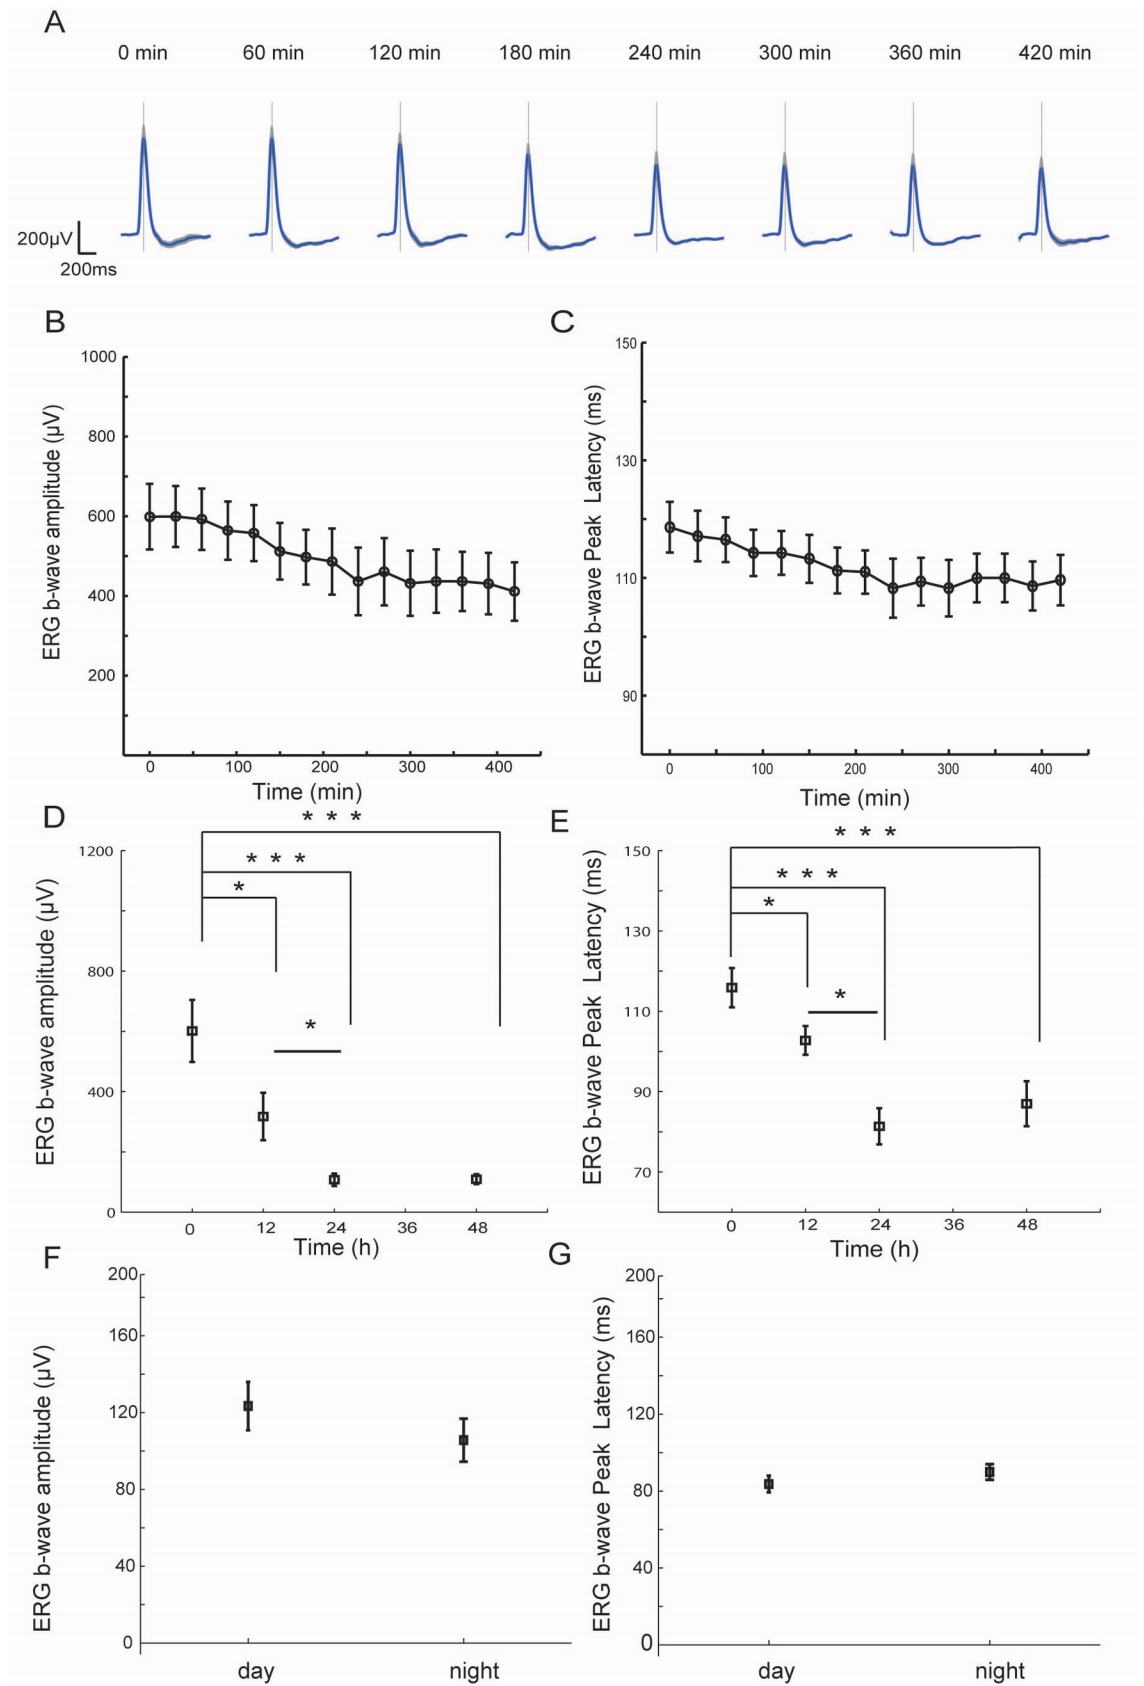 A
0 min 60 min 120 min 180 min 240 min 300 min 360 min 420 min
200µV
200ms
B
ERG b-wave amplitude (µV)
1000
800
600
400
200
0 100 200 300 400
Time (min)
C
ERG b-wave Peak Latency (ms)
150
130
110
90
0 100 200 300 400
Time (min)
D
ERG b-wave amplitude (µV)
* * *
* * *
*
*
1200
800
400
0
0 12 24 36 48
Time (h)
E
ERG b-wave Peak Latency (ms)
* * *
* * *
*
*
150
130
110
90
70
0 12 24 36 48
Time (h)
F
ERG b-wave amplitude (µV)
200
160
120
80
40
0
day night
G
ERG b-wave Peak Latency (ms)
200
160
120
80
40
0
day night